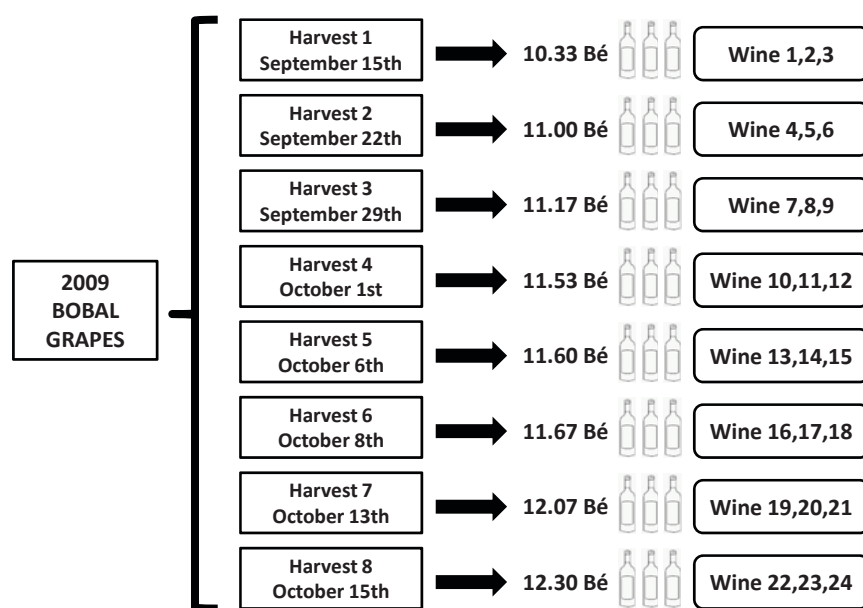 2009
BOBAL
GRAPES
Harvest 1
September 15th
10.33 Bé
Wine 1,2,3
Harvest 2
September 22th
11.00 Bé
Wine 4,5,6
Harvest 3
September 29th
11.17 Bé
Wine 7,8,9
Harvest 4
October 1st
11.53 Bé
Wine 10,11,12
Harvest 5
October 6th
11.60 Bé
Wine 13,14,15
Harvest 6
October 8th
11.67 Bé
Wine 16,17,18
Harvest 7
October 13th
12.07 Bé
Wine 19,20,21
Harvest 8
October 15th
12.30 Bé
Wine 22,23,24